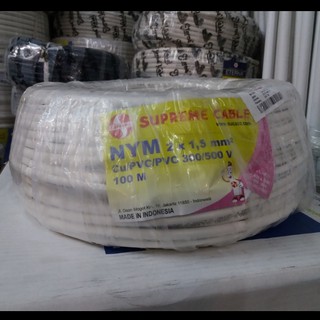 SUPREME CABLE
NYM 2 x 1,5 mm²
Cu/PVC/PVC 300/500 V
100 M
MADE IN INDONESIA